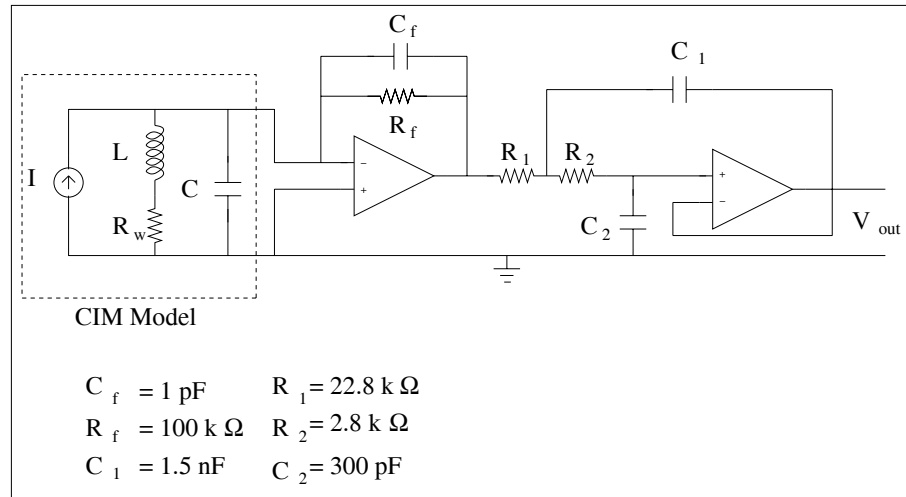 C f
C 1
R f
R 1
R 2
L
I
C
R w
C 2
- + + -
V out
CIM Model
C f = 1 pF R 1 = 22.8 k Ω
R f = 100 k Ω R 2 = 2.8 k Ω
C 1 = 1.5 nF C 2 = 300 pF